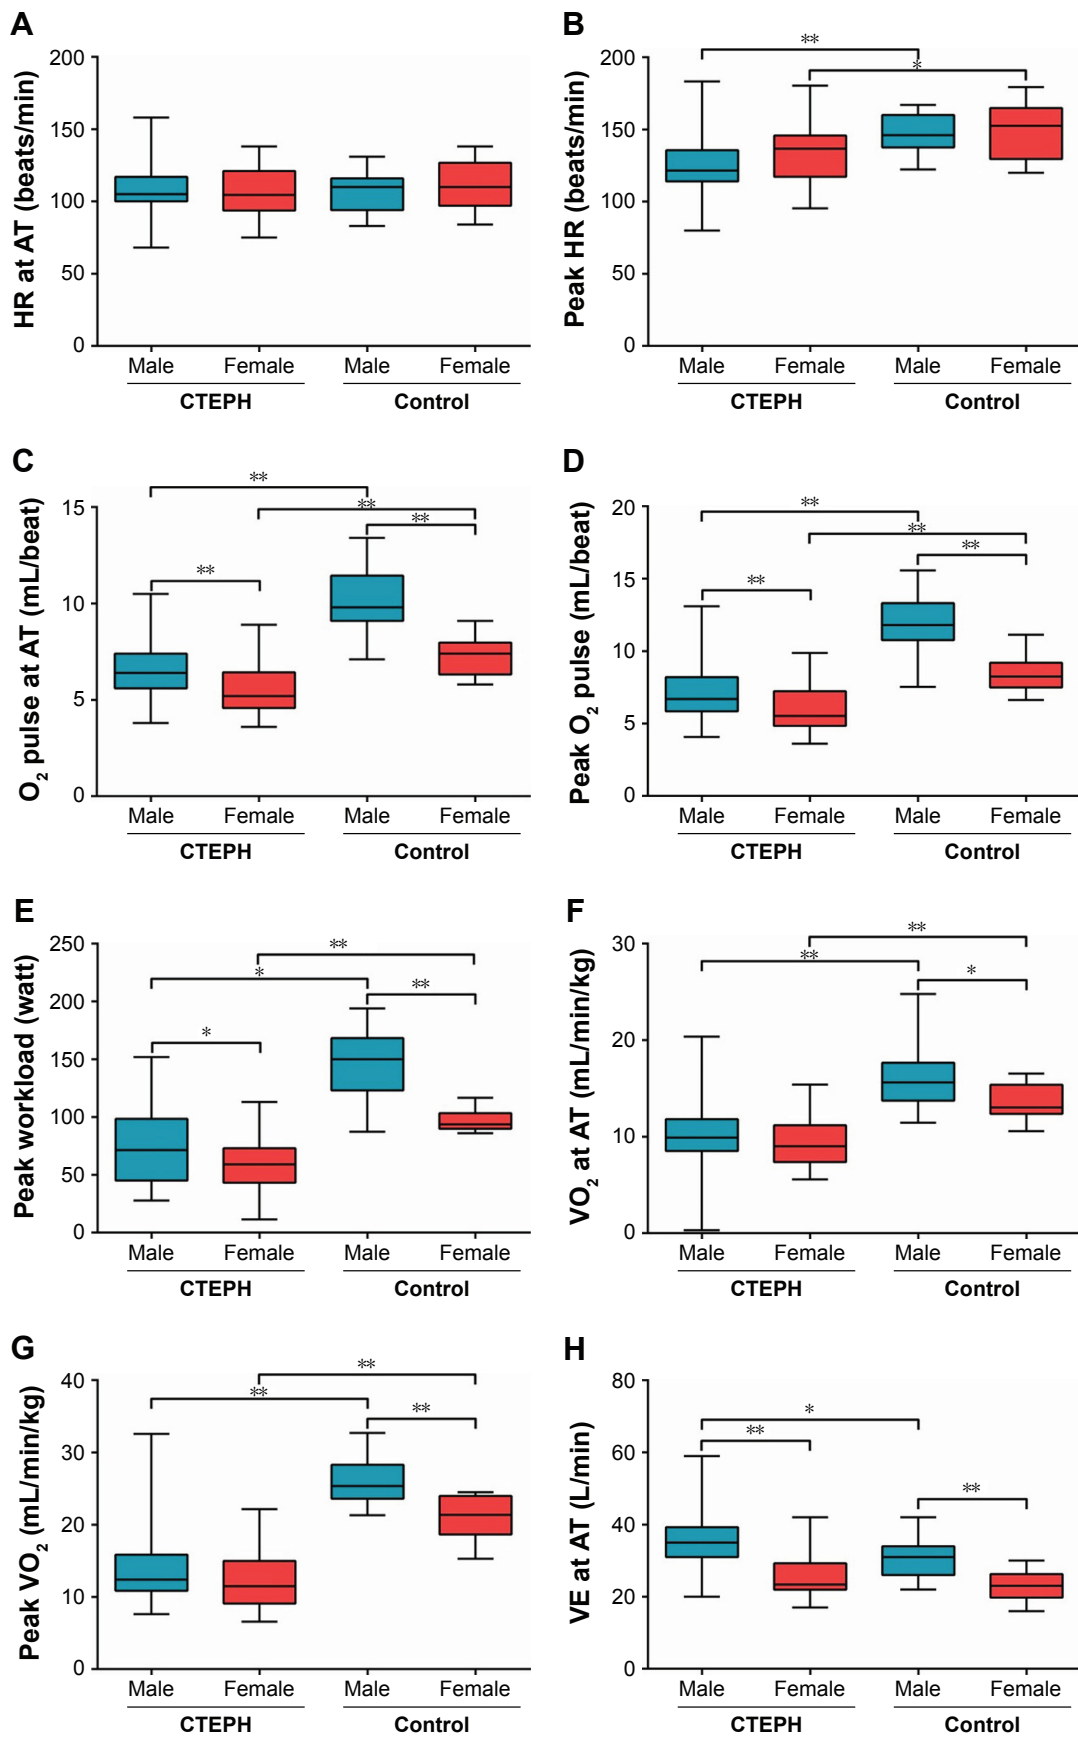 A
HR at AT (beats/min)
200
150
100
50
0
Male Female Male Female
CTEPH Control
B
Peak HR (beats/min)
** *
200
150
100
50
0
Male Female Male Female
CTEPH Control
C
O2 pulse at AT (mL/beat)
** ** ** **
15
10
5
0
Male Female Male Female
CTEPH Control
D
Peak O2 pulse (mL/beat)
** ** ** **
20
15
10
5
0
Male Female Male Female
CTEPH Control
E
Peak workload (watt)
** * ** *
250
200
150
100
50
0
Male Female Male Female
CTEPH Control
F
VO2 at AT (mL/min/kg)
** ** *
30
20
10
0
Male Female Male Female
CTEPH Control
G
Peak VO2 (mL/min/kg)
** ** **
40
30
20
10
0
Male Female Male Female
CTEPH Control
H
VE at AT (L/min)
* ** **
80
60
40
20
0
Male Female Male Female
CTEPH Control